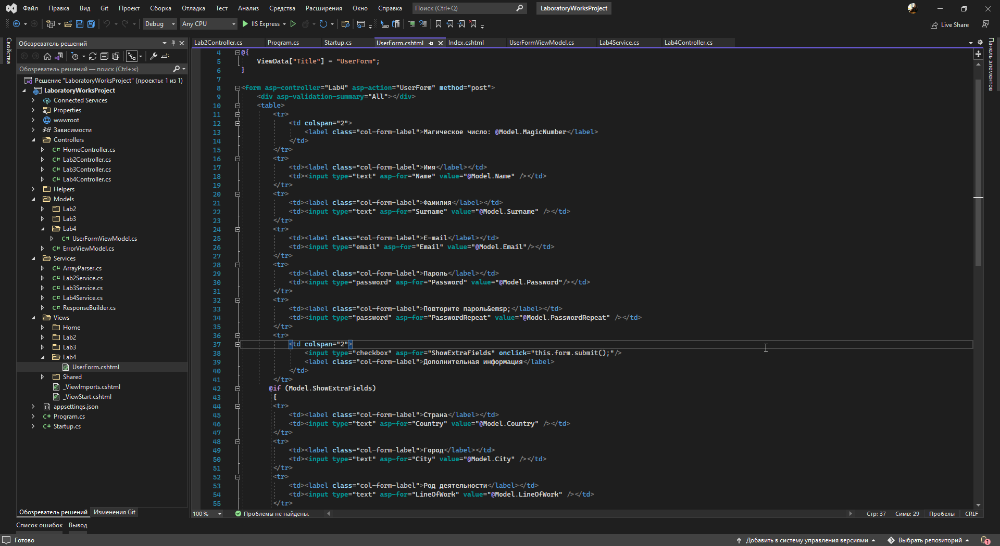 Файл Правка Вид Git Проект Сборка Отладка Тест Анализ Средства Расширения Окно Справка Поиск (Ctrl+Q) LaboratoryWorksProject
Debug Any CPU IIS Express Live Share
Свойства
Обозреватель решений
Обозреватель решений — поиск (Ctrl+ж)
Решение "LaboratoryWorksProject" (проекты: 1 из 1)
LaboratoryWorksProject
Connected Services
Properties
wwwroot
Зависимости
Controllers
C# HomeController.cs
C# Lab2Controller.cs
C# Lab3Controller.cs
C# Lab4Controller.cs
Helpers
Models
Lab2
Lab3
Lab4
C# UserFormViewModel.cs
C# ErrorViewModel.cs
Services
C# ArrayParser.cs
C# Lab2Service.cs
C# Lab3Service.cs
C# Lab4Service.cs
C# ResponseBuilder.cs
Views
Home
Lab2
Lab3
Lab4
UserForm.cshtml
Shared
_ViewImports.cshtml
_ViewStart.cshtml
appsettings.json
C# Program.cs
C# Startup.cs
Обозреватель решений Изменения Git
Lab2Controller.cs Program.cs Startup.cs UserForm.cshtml Index.cshtml UserFormViewModel.cs Lab4Service.cs Lab4Controller.cs
4 @{
5 ViewData["Title"] = "UserForm";
6 }
7
8 <form asp-controller="Lab4" asp-action="UserForm" method="post">
9 <div asp-validation-summary="All"></div>
10 <table>
11 <tr>
12 <td colspan="2">
13 <label class="col-form-label">Магическое число: @Model.MagicNumber</label>
14 </td>
15 </tr>
16 <tr>
17 <td><label class="col-form-label">Имя</label></td>
18 <td><input type="text" asp-for="Name" value="@Model.Name" /></td>
19 </tr>
20 <tr>
21 <td><label class="col-form-label">Фамилия</label></td>
22 <td><input type="text" asp-for="Surname" value="@Model.Surname" /></td>
23 </tr>
24 <tr>
25 <td><label class="col-form-label">E-mail</label></td>
26 <td><input type="email" asp-for="Email" value="@Model.Email"/></td>
27 </tr>
28 <tr>
29 <td><label class="col-form-label">Пароль</label></td>
30 <td><input type="password" asp-for="Password" value="@Model.Password"/></td>
31 </tr>
32 <tr>
33 <td><label class="col-form-label">Повторите пароль&emsp;</label></td>
34 <td><input type="password" asp-for="PasswordRepeat" value="@Model.PasswordRepeat" /></td>
35 </tr>
36 <tr>
37 <td colspan="2">
38 <input type="checkbox" asp-for="ShowExtraFields" onclick="this.form.submit();"/>
39 <label class="col-form-label">Дополнительная информация</label>
40 </td>
41 </tr>
42 @if (Model.ShowExtraFields)
43 {
44 <tr>
45 <td><label class="col-form-label">Страна</label></td>
46 <td><input type="text" asp-for="Country" value="@Model.Country" /></td>
47 </tr>
48 <tr>
49 <td><label class="col-form-label">Город</label></td>
50 <td><input type="text" asp-for="City" value="@Model.City" /></td>
51 </tr>
52 <tr>
53 <td><label class="col-form-label">Род деятельности</label></td>
54 <td><input type="text" asp-for="LineOfWork" value="@Model.LineOfWork" /></td>
55 </tr>
100 % Проблемы не найдены. Стр: 37 Симв: 29 Пробелы CRLF
Панель элементов
Список ошибок Вывод
Готово Добавить в систему управления версиями Выбрать репозиторий 1